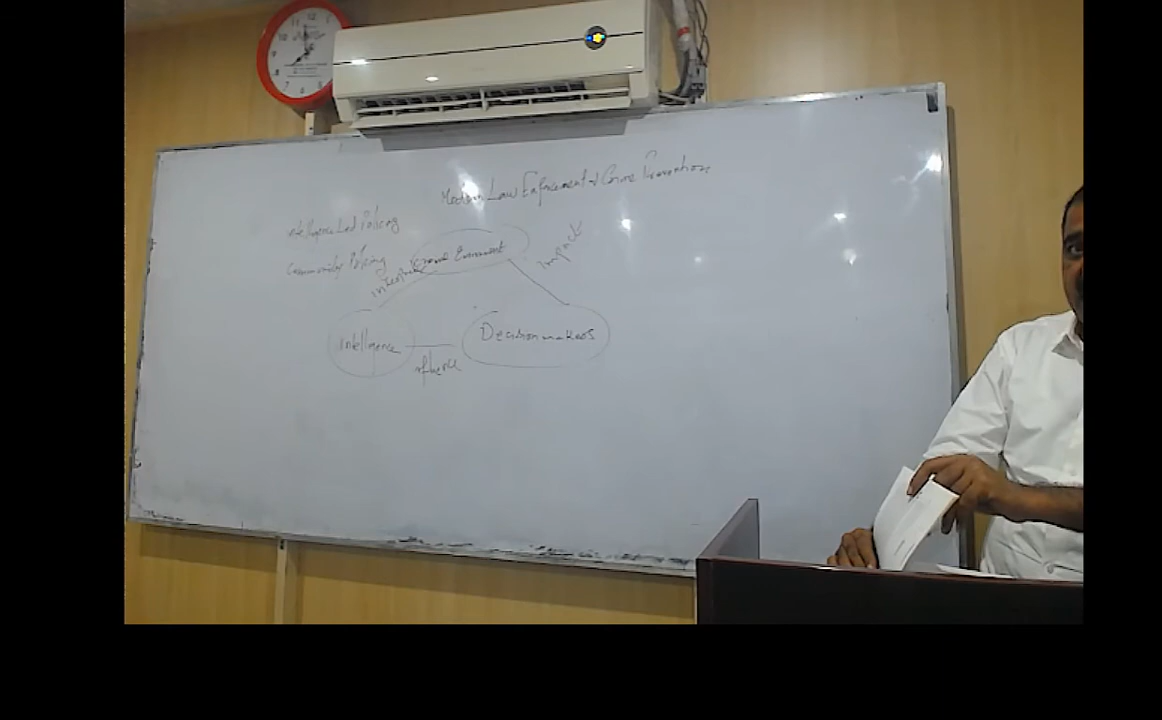 Modern Law Enforcement & Crime Prevention
Intelligence Led Policing
Community Policing
Interpret
Criminal Environment
Impact
Intelligence
Decision makers
influence